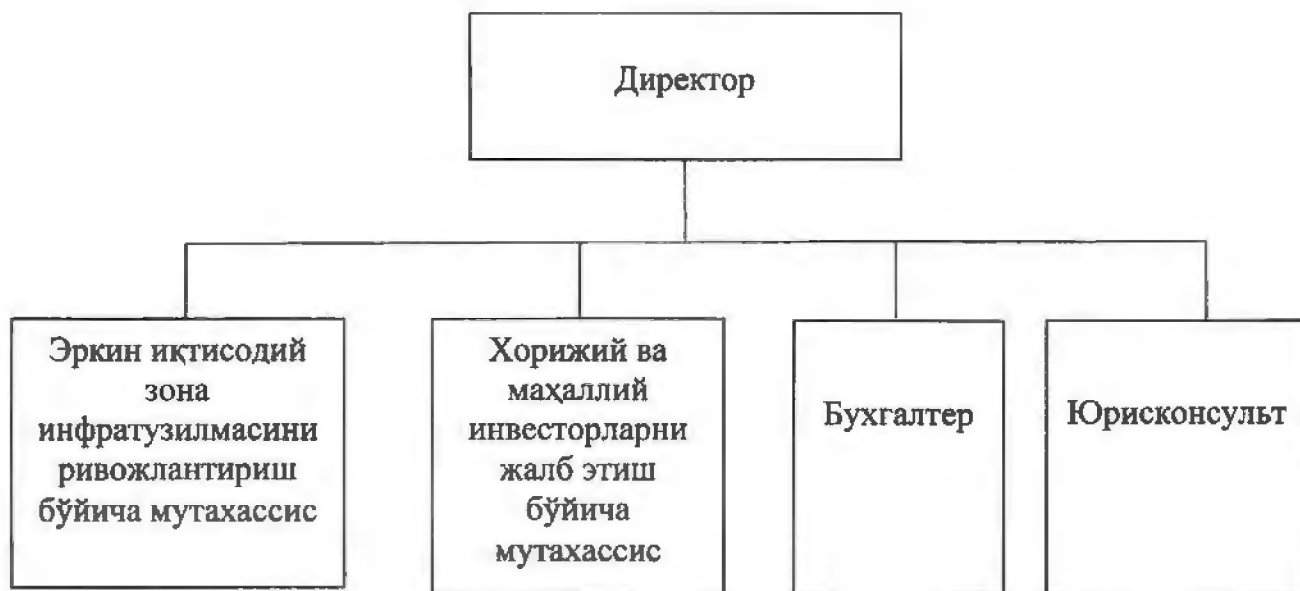 Директор
Эркин иқтисодий
зона
инфратузилмасини
ривожлантириш
бўйича мутахассис
Хорижий ва
маҳаллий
инвесторларни
жалб этиш
бўйича
мутахассис
Бухгалтер
Юрисконсульт